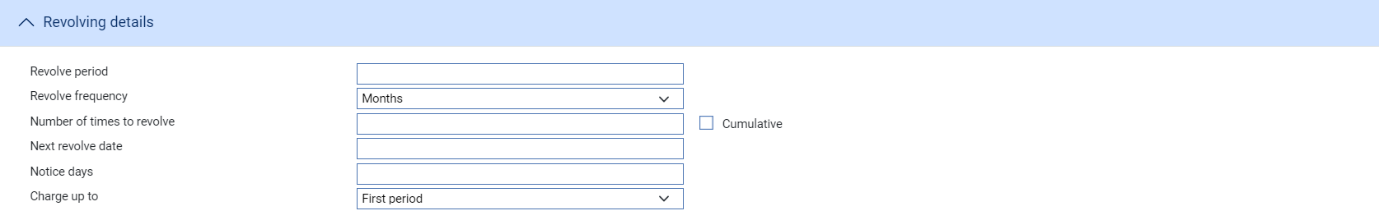 Revolving details
Revolve period
Revolve frequency Months
Number of times to revolve Cumulative
Next revolve date
Notice days
Charge up to First period